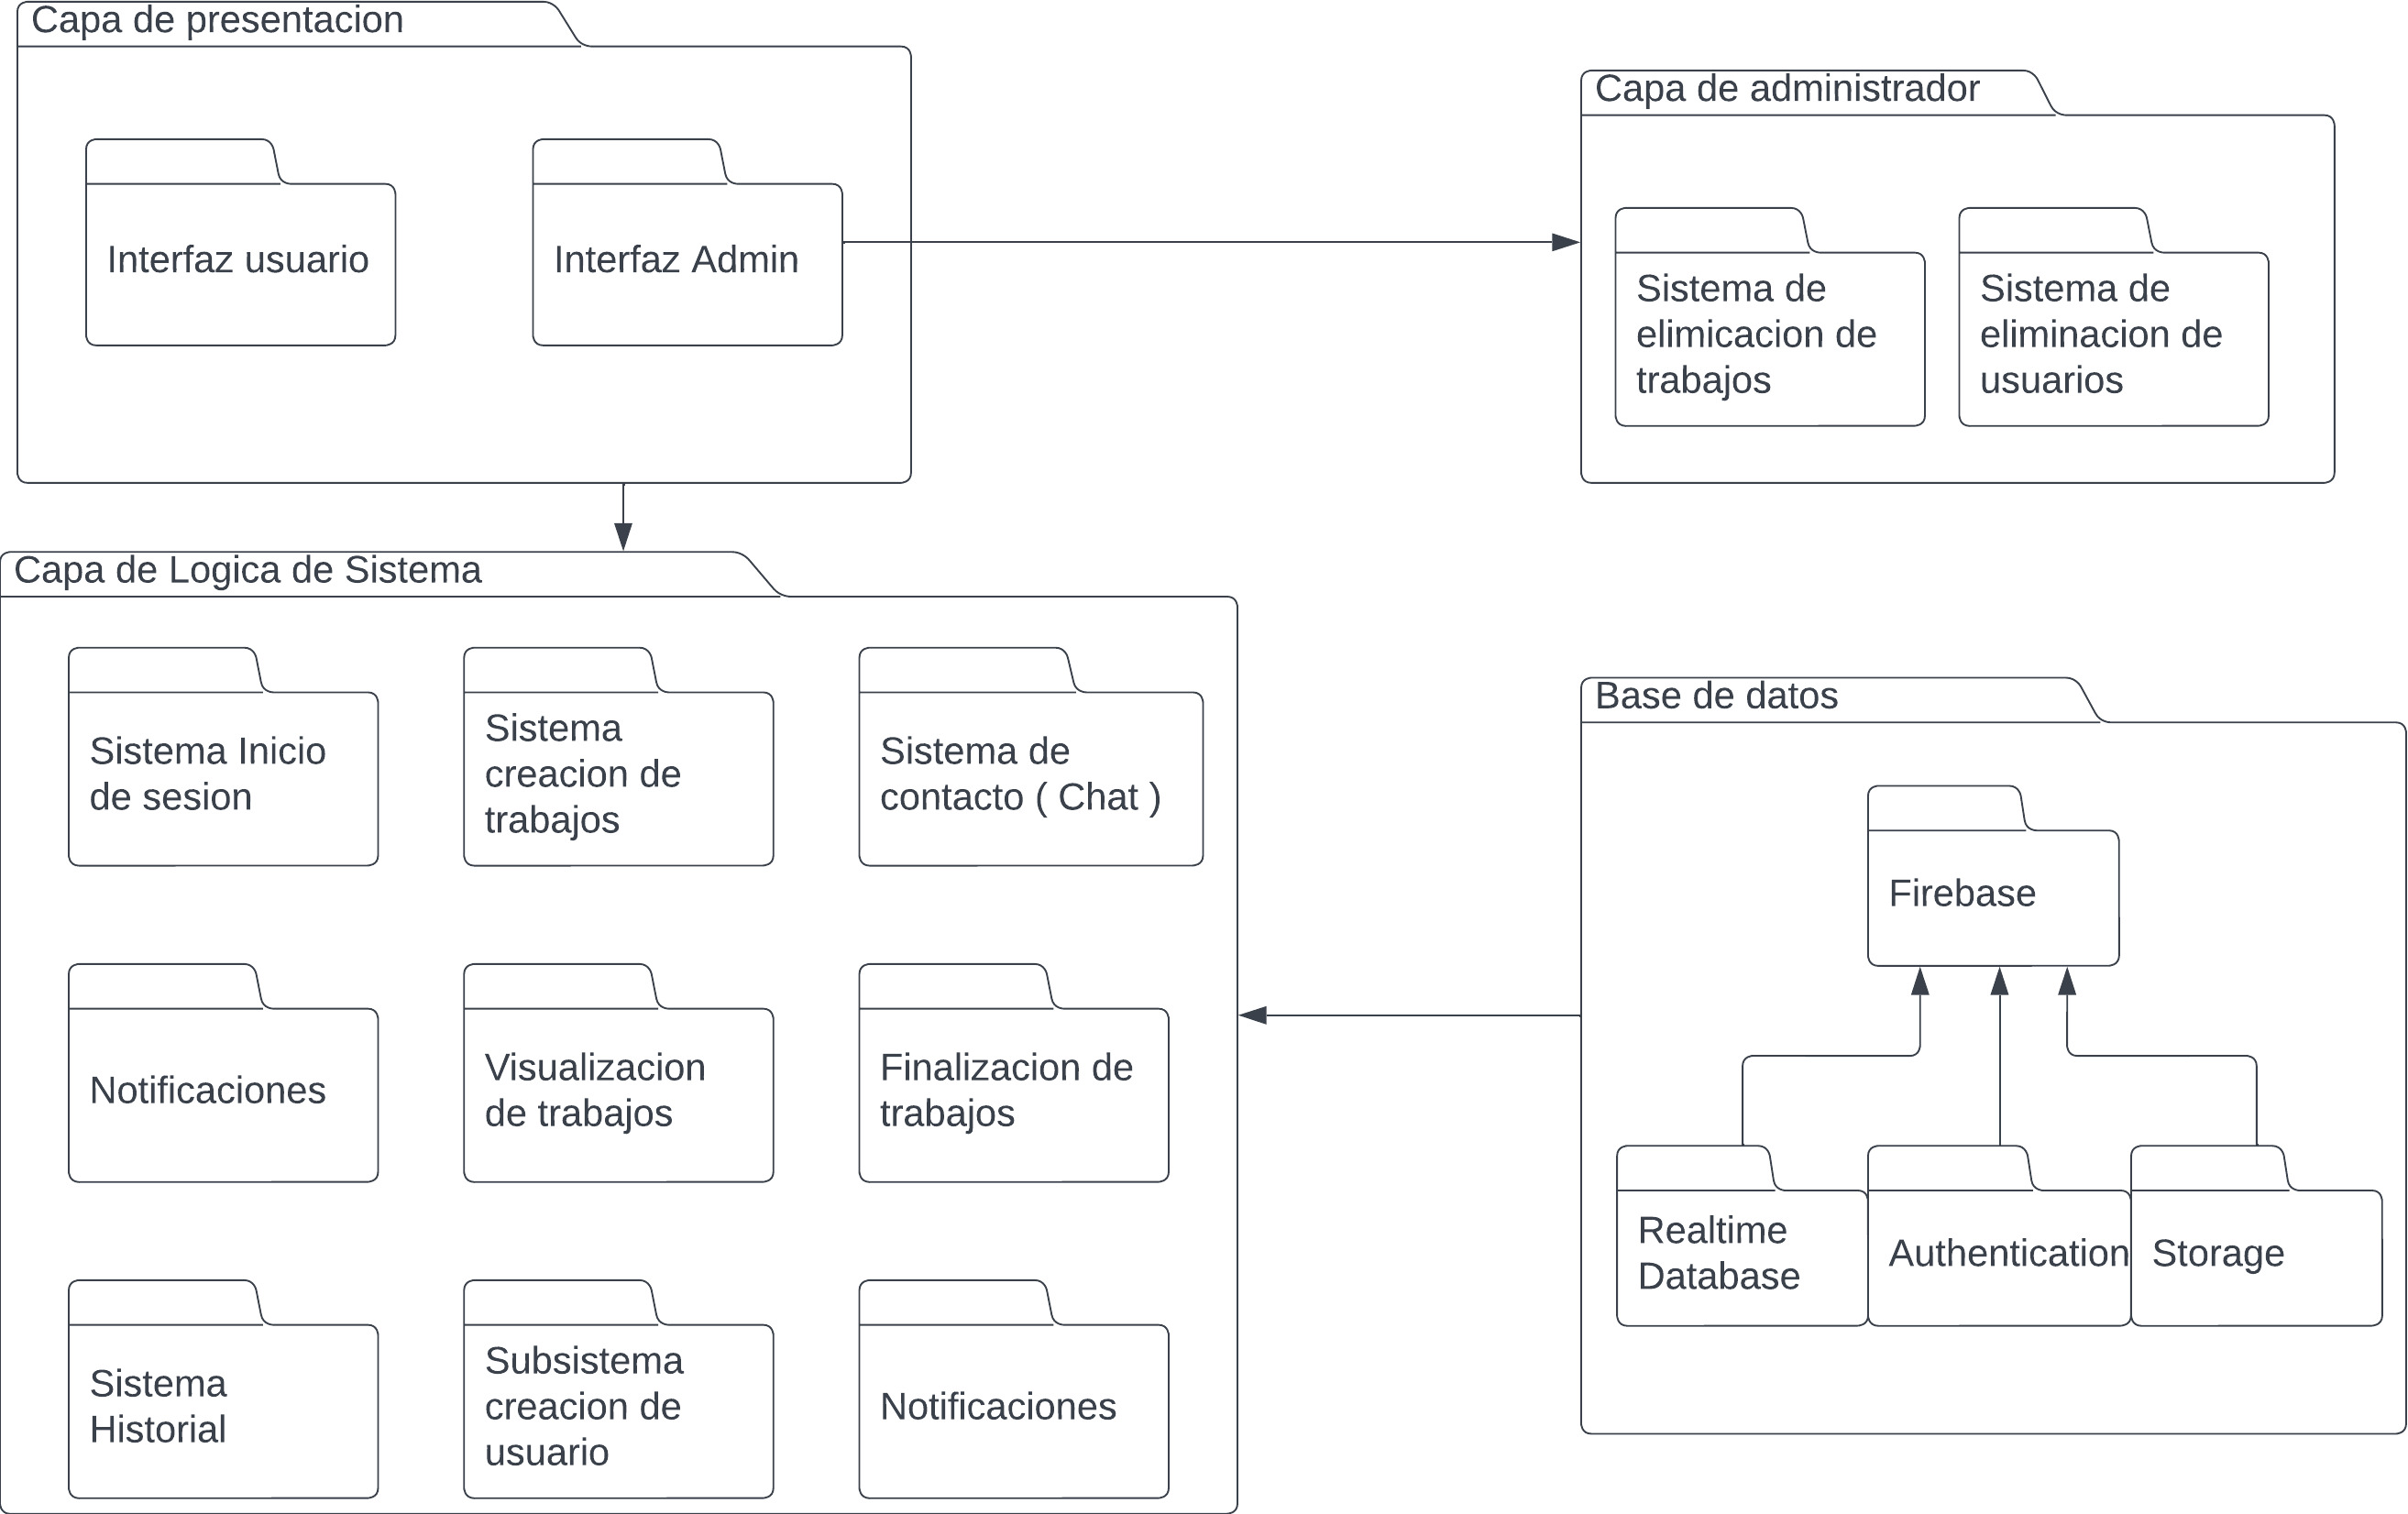 Capa de presentacion
Interfaz usuario
Interfaz Admin
Capa de administrador
Sistema de
elimicacion de
trabajos
Sistema de
eliminacion de
usuarios
Capa de Logica de Sistema
Sistema Inicio
de sesion
Sistema
creacion de
trabajos
Sistema de
contacto ( Chat )
Notificaciones
Visualizacion
de trabajos
Finalizacion de
trabajos
Sistema
Historial
Subsistema
creacion de
usuario
Notificaciones
Base de datos
Firebase
Realtime
Database
Authentication
Storage